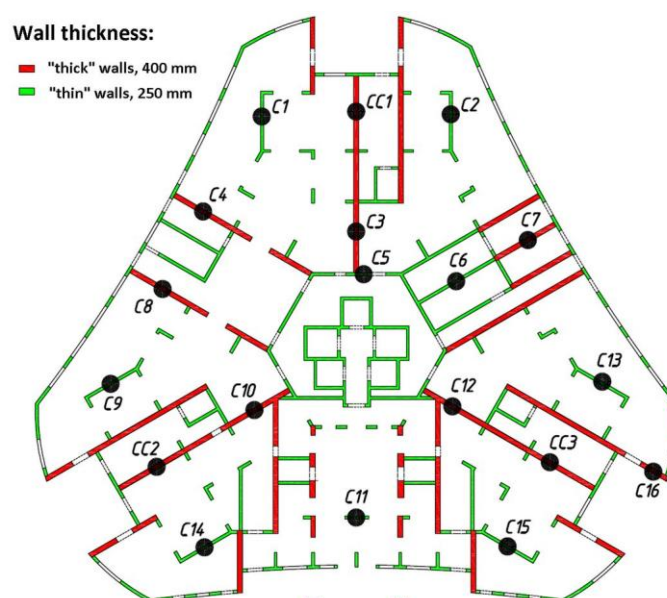 Wall thickness:
"thick" walls, 400 mm
"thin" walls, 250 mm
C1
CC1
C2
C4
C3
C7
C5
C6
C8
C9
C10
C12
C13
CC2
CC3
C16
C11
C14
C15